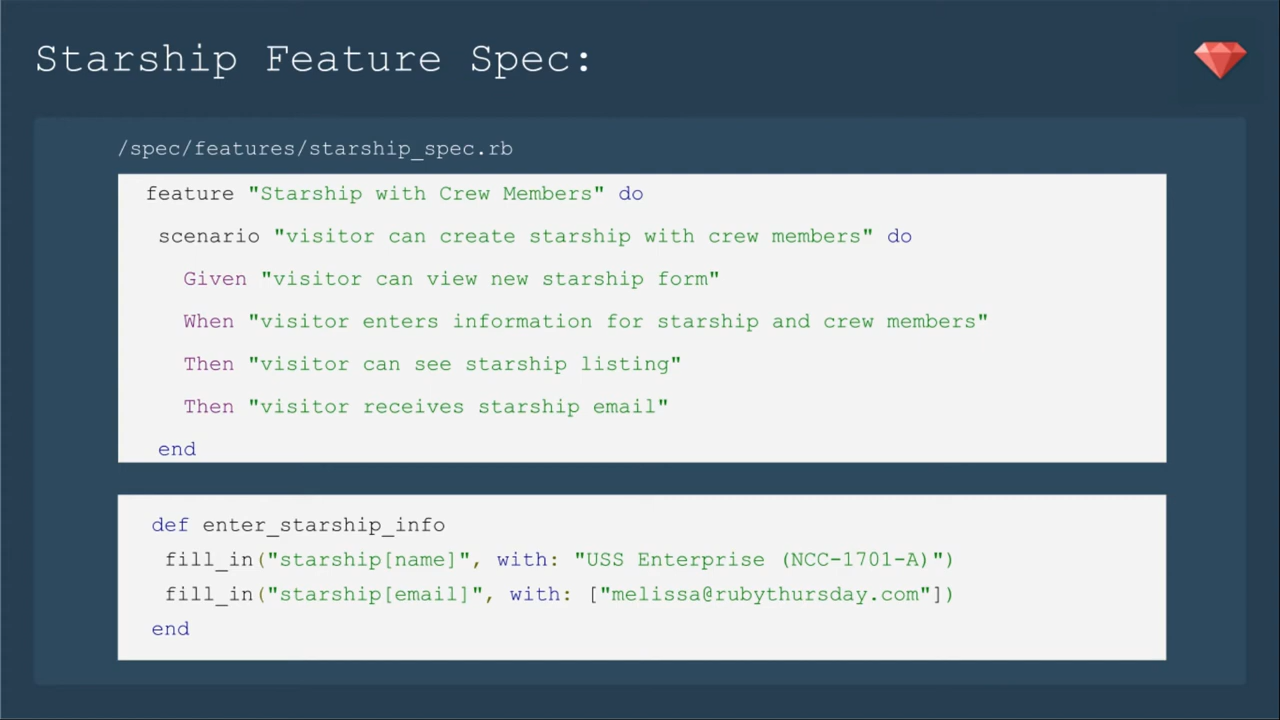 Starship Feature Spec:
/spec/features/starship_spec.rb
feature "Starship with Crew Members" do
scenario "visitor can create starship with crew members" do
Given "visitor can view new starship form"
When "visitor enters information for starship and crew members"
Then "visitor can see starship listing"
Then "visitor receives starship email"
end
def enter_starship_info
fill_in("starship[name]", with: "USS Enterprise (NCC-1701-A)")
fill_in("starship[email]", with: ["melissa@rubythursday.com"])
end